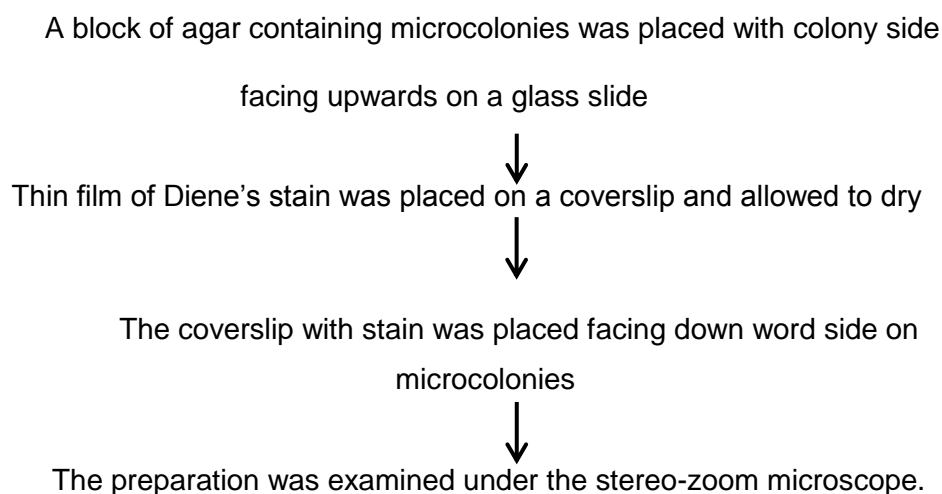 A block of agar containing microcolonies was placed with colony side
facing upwards on a glass slide
Thin film of Diene’s stain was placed on a coverslip and allowed to dry
The coverslip with stain was placed facing down word side on
microcolonies
The preparation was examined under the stereo-zoom microscope.